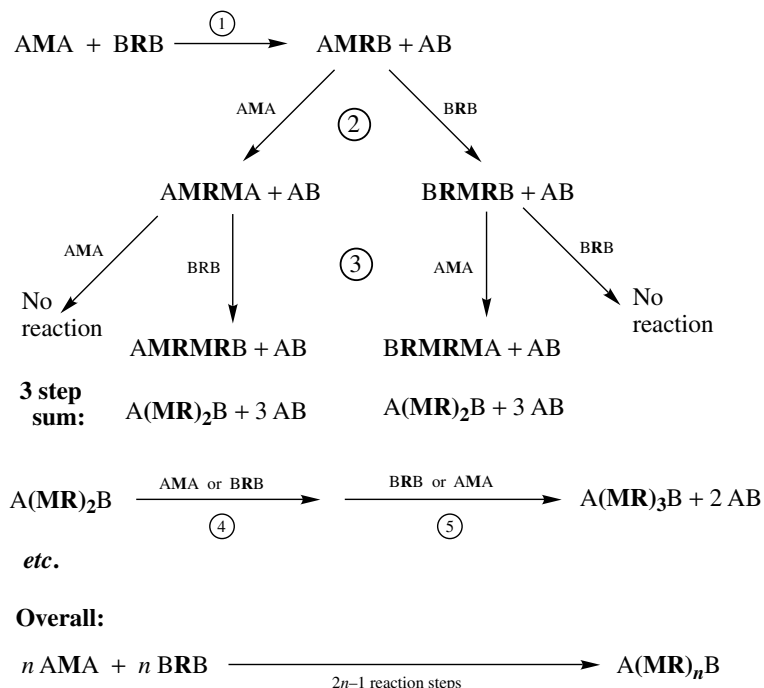 ①
AMA + BRB AMRB + AB
AMA ② BRB
AMRMA + AB BRMRB + AB
AMA BRB ③ AMA BRB
No reaction No reaction
AMRMRB + AB BRMRMA + AB
3 step sum: A(MR)₂B + 3 AB A(MR)₂B + 3 AB
AMA or BRB BRB or AMA
A(MR)₂B A(MR)₃B + 2 AB
④ ⑤
etc.
Overall:
n AMA + n BRB A(MR)ₙB
2n–1 reaction steps